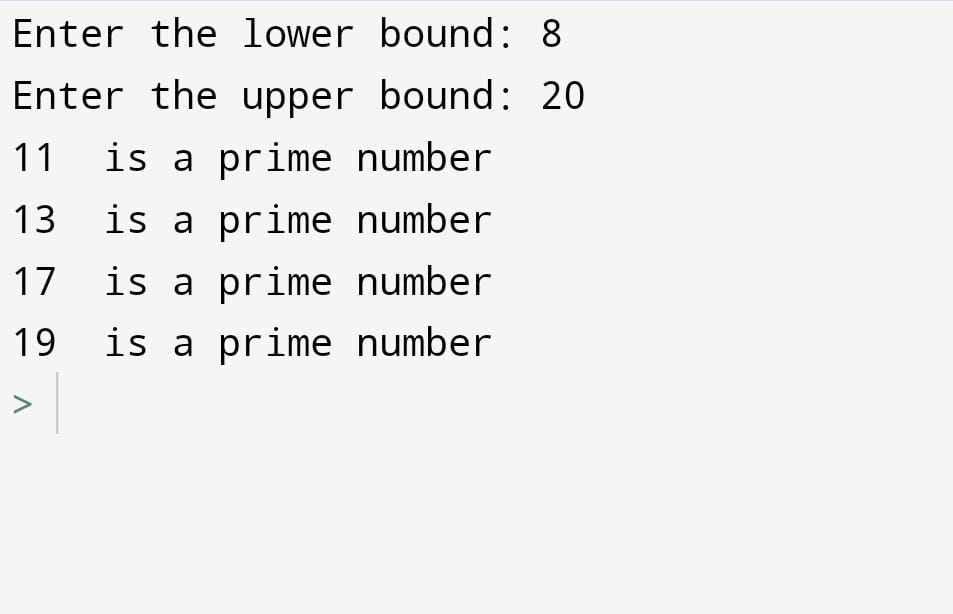 Enter the lower bound: 8
Enter the upper bound: 20
11  is a prime number
13  is a prime number
17  is a prime number
19  is a prime number
>